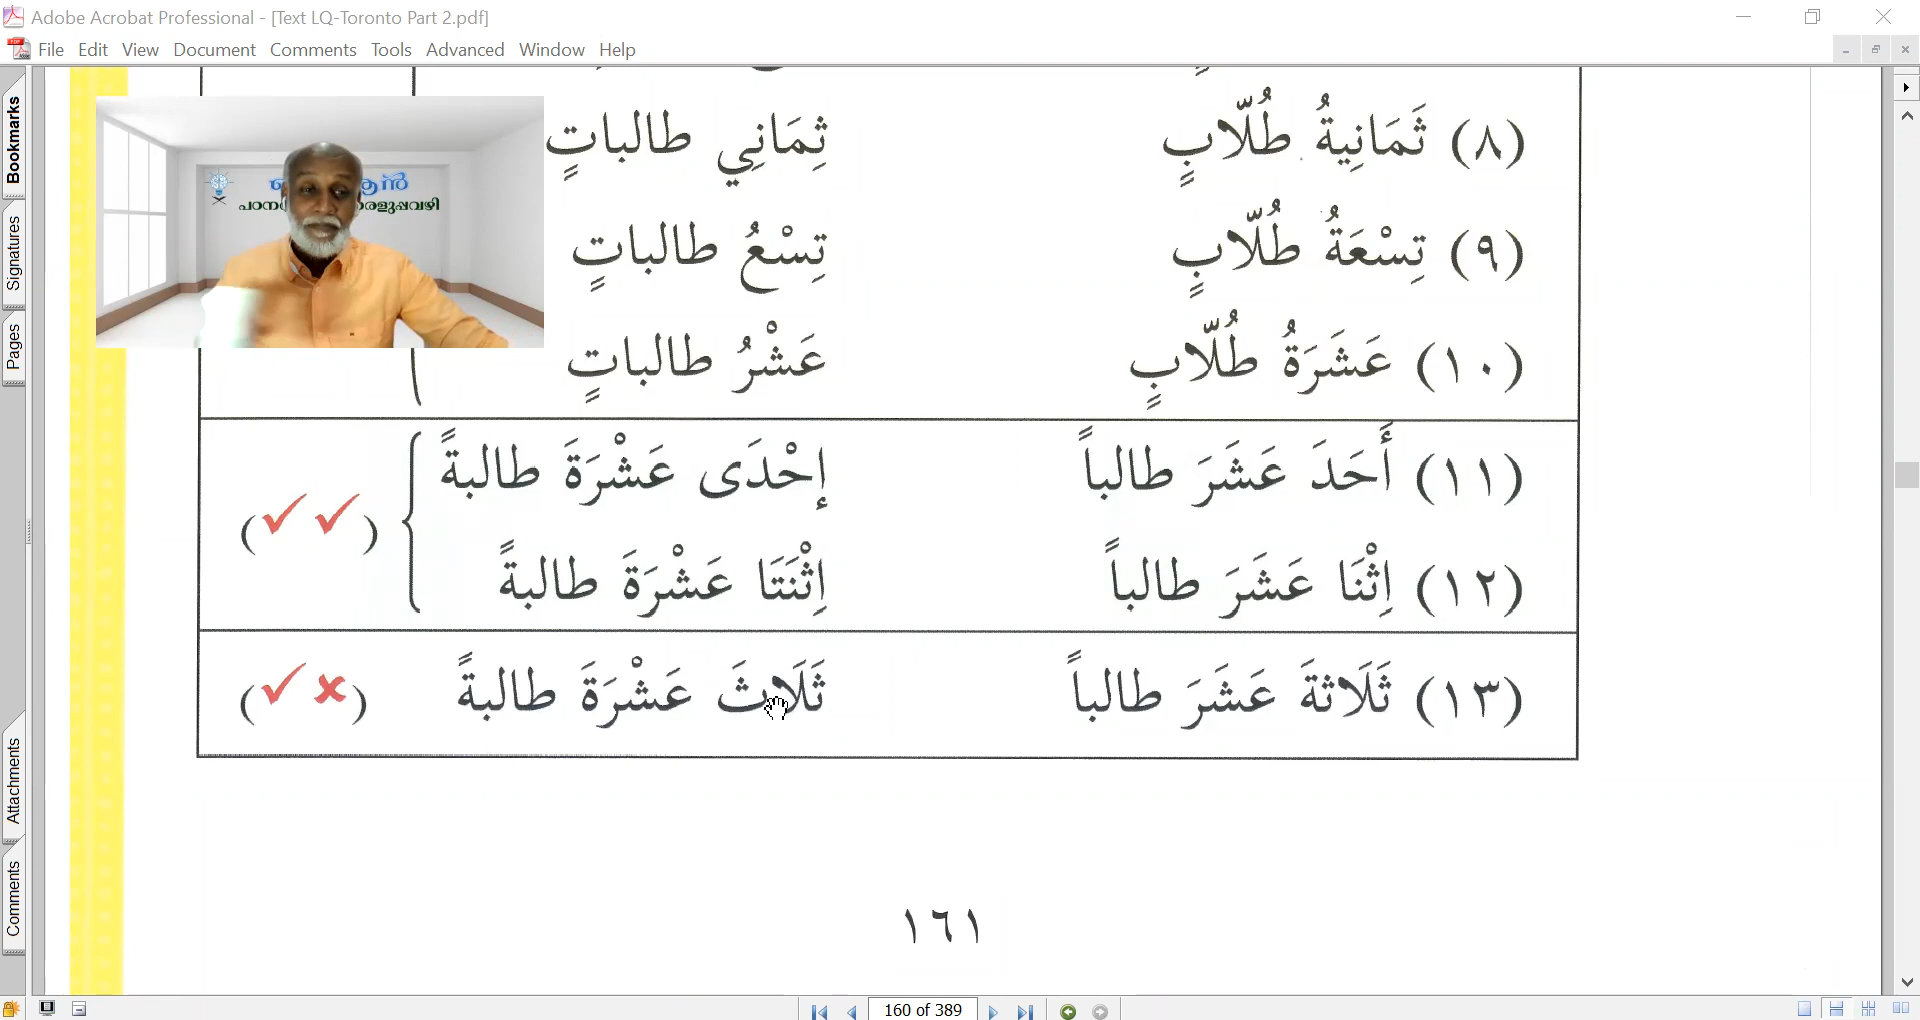 Adobe Acrobat Professional - [Text LQ-Toronto Part 2.pdf]
File Edit View Document Comments Tools Advanced Window Help
Bookmarks
Signatures
Pages
Attachments
Comments
(٨) ثَمَانِيةُ طُلّابٍ ثِمَانِي طالباتٍ
(٩) تِسْعَةُ طُلّابٍ تِسْعُ طالباتٍ
(١٠) عَشَرَةُ طُلّابٍ عَشْرُ طالباتٍ
(١١) أَحَدَ عَشَرَ طالباً إِحْدَى عَشْرَةَ طالبةً (✓✓)
(١٢) اِثْنَا عَشَرَ طالباً اِثْنَتَا عَشْرَةَ طالبةً
(١٣) ثَلَاثةَ عَشَرَ طالباً ثَلَاثَ عَشْرَةَ طالبةً (✓✗)
١٦١
160 of 389